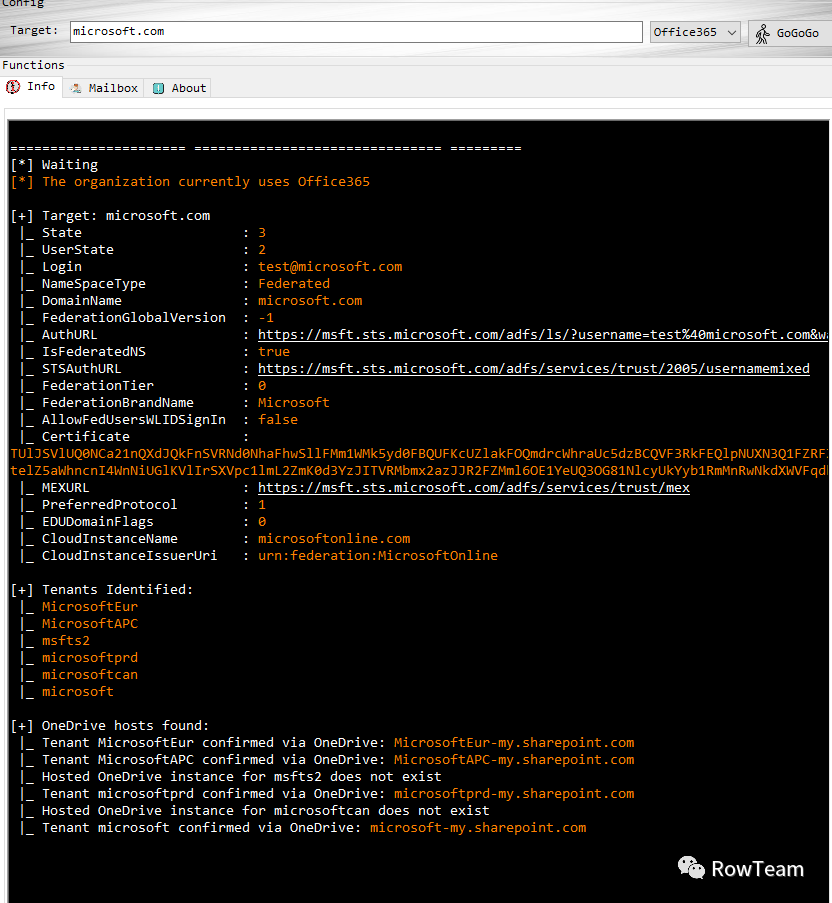 Config
Target: microsoft.com Office365 GoGoGo
Functions
Info Mailbox About
====================== =============================== =========
[*] Waiting
[*] The organization currently uses Office365
[+] Target: microsoft.com
|_ State : 3
|_ UserState : 2
|_ Login : test@microsoft.com
|_ NameSpaceType : Federated
|_ DomainName : microsoft.com
|_ FederationGlobalVersion : -1
|_ AuthURL : https://msft.sts.microsoft.com/adfs/ls/?username=test%40microsoft.com&wa
|_ IsFederatedNS : true
|_ STSAuthURL : https://msft.sts.microsoft.com/adfs/services/trust/2005/usernamemixed
|_ FederationTier : 0
|_ FederationBrandName : Microsoft
|_ AllowFedUsersWLIDSignIn : false
|_ Certificate :
|_ MEXURL : https://msft.sts.microsoft.com/adfs/services/trust/mex
|_ PreferredProtocol : 1
|_ EDUDomainFlags : 0
|_ CloudInstanceName : microsoftonline.com
|_ CloudInstanceIssuerUri : urn:federation:MicrosoftOnline
[+] Tenants Identified:
|_ MicrosoftEur
|_ MicrosoftAPC
|_ msfts2
|_ microsoftprd
|_ microsoftcan
|_ microsoft
[+] OneDrive hosts found:
|_ Tenant MicrosoftEur confirmed via OneDrive: MicrosoftEur-my.sharepoint.com
|_ Tenant MicrosoftAPC confirmed via OneDrive: MicrosoftAPC-my.sharepoint.com
|_ Hosted OneDrive instance for msfts2 does not exist
|_ Tenant microsoftprd confirmed via OneDrive: microsoftprd-my.sharepoint.com
|_ Hosted OneDrive instance for microsoftcan does not exist
|_ Tenant microsoft confirmed via OneDrive: microsoft-my.sharepoint.com
RowTeam